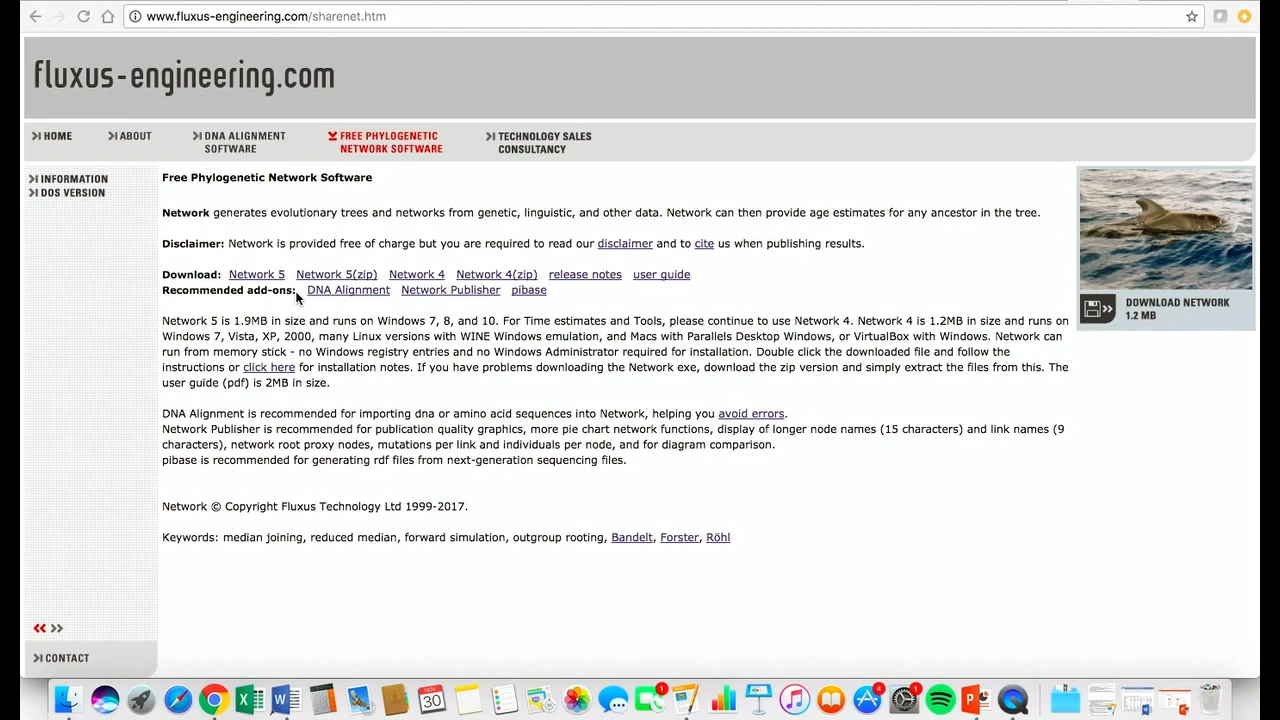 www.fluxus-engineering.com/sharenet.htm
fluxus-engineering.com
HOME
ABOUT
DNA ALIGNMENT
SOFTWARE
FREE PHYLOGENETIC
NETWORK SOFTWARE
TECHNOLOGY SALES
CONSULTANCY
INFORMATION
DOS VERSION
Free Phylogenetic Network Software
Network generates evolutionary trees and networks from genetic, linguistic, and other data. Network can then provide age estimates for any ancestor in the tree.
Disclaimer: Network is provided free of charge but you are required to read our disclaimer and to cite us when publishing results.
Download: Network 5 Network 5(zip) Network 4 Network 4(zip) release notes user guide
Recommended add-ons: DNA Alignment Network Publisher pibase
Network 5 is 1.9MB in size and runs on Windows 7, 8, and 10. For Time estimates and Tools, please continue to use Network 4. Network 4 is 1.2MB in size and runs on
Windows 7, Vista, XP, 2000, many Linux versions with WINE Windows emulation, and Macs with Parallels Desktop Windows, or VirtualBox with Windows. Network can
run from memory stick - no Windows registry entries and no Windows Administrator required for installation. Double click the downloaded file and follow the
instructions or click here for installation notes. If you have problems downloading the Network exe, download the zip version and simply extract the files from this. The
user guide (pdf) is 2MB in size.
DNA Alignment is recommended for importing dna or amino acid sequences into Network, helping you avoid errors.
Network Publisher is recommended for publication quality graphics, more pie chart network functions, display of longer node names (15 characters) and link names (9
characters), network root proxy nodes, mutations per link and individuals per node, and for diagram comparison.
pibase is recommended for generating rdf files from next-generation sequencing files.
Network © Copyright Fluxus Technology Ltd 1999-2017.
Keywords: median joining, reduced median, forward simulation, outgroup rooting, Bandelt, Forster, Röhl
DOWNLOAD NETWORK
1.2 MB
CONTACT
NOV
30
1
4
1